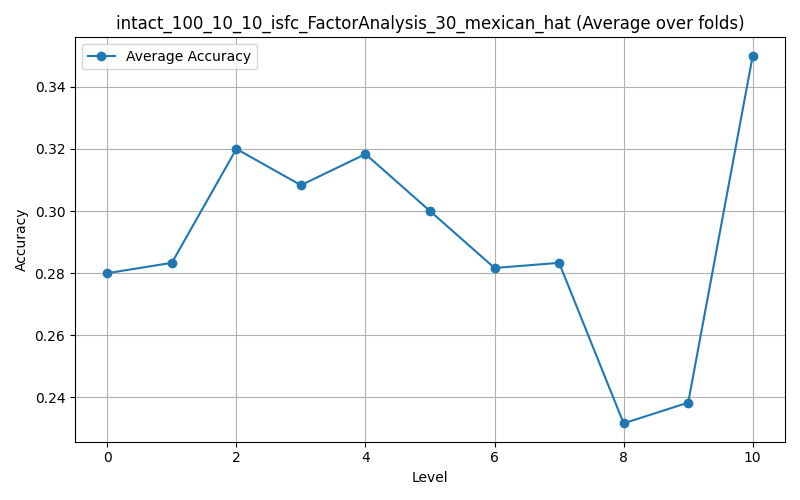 intact_100_10_10_isfc_FactorAnalysis_30_mexican_hat (Average over folds)
Average Accuracy
0.34
0.32
0.30
0.28
0.26
0.24
Accuracy
0 2 4 6 8 10
Level